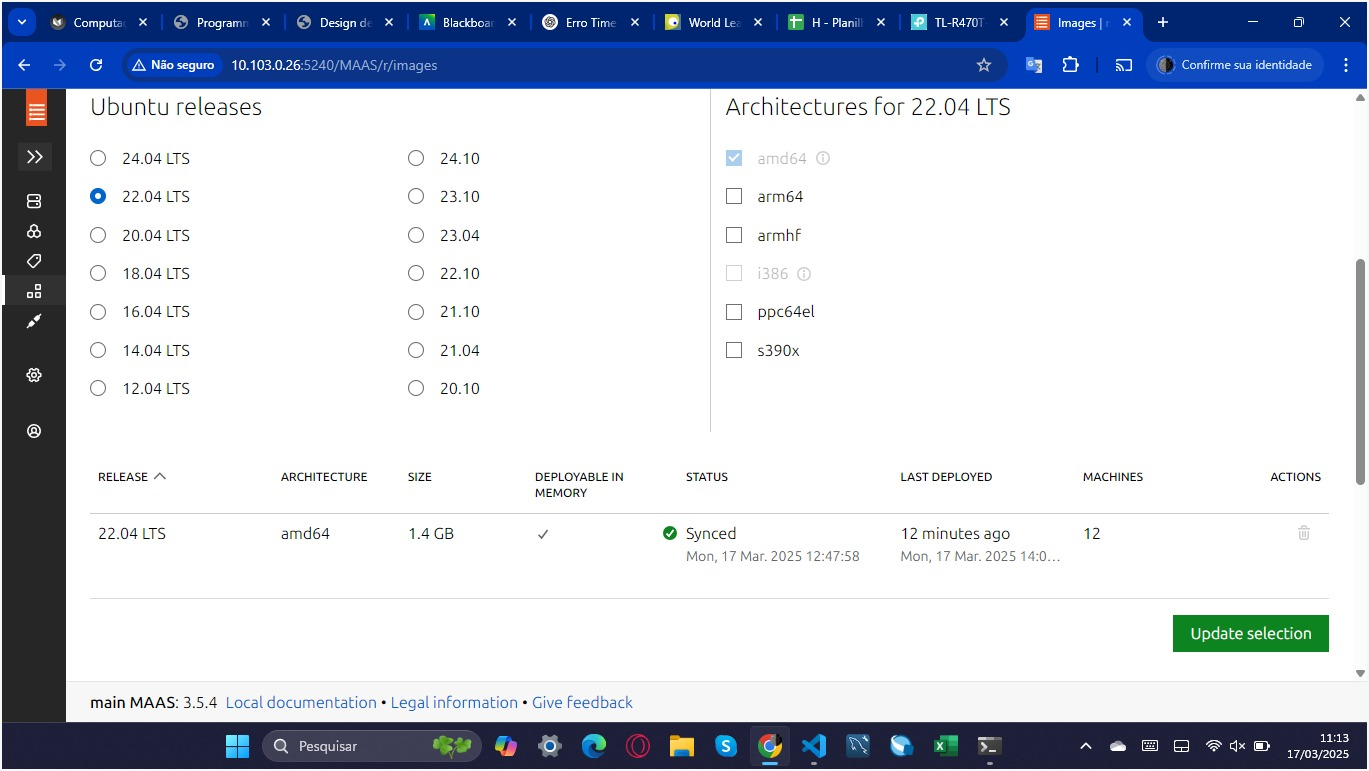 Computaç
Programm
Design de
Blackboar
Erro Time
World Lea
H - Planilh
TL-R470T
Images | m
Não seguro
10.103.0.26:5240/MAAS/r/images
Confirme sua identidade
Ubuntu releases
24.04 LTS
24.10
22.04 LTS
23.10
20.04 LTS
23.04
18.04 LTS
22.10
16.04 LTS
21.10
14.04 LTS
21.04
12.04 LTS
20.10
Architectures for 22.04 LTS
amd64
arm64
armhf
i386
ppc64el
s390x
RELEASE
ARCHITECTURE
SIZE
DEPLOYABLE IN
MEMORY
STATUS
LAST DEPLOYED
MACHINES
ACTIONS
22.04 LTS
amd64
1.4 GB
Synced
Mon, 17 Mar. 2025 12:47:58
12 minutes ago
Mon, 17 Mar. 2025 14:0…
12
Update selection
main MAAS: 3.5.4 Local documentation • Legal information • Give feedback
Pesquisar
11:13
17/03/2025